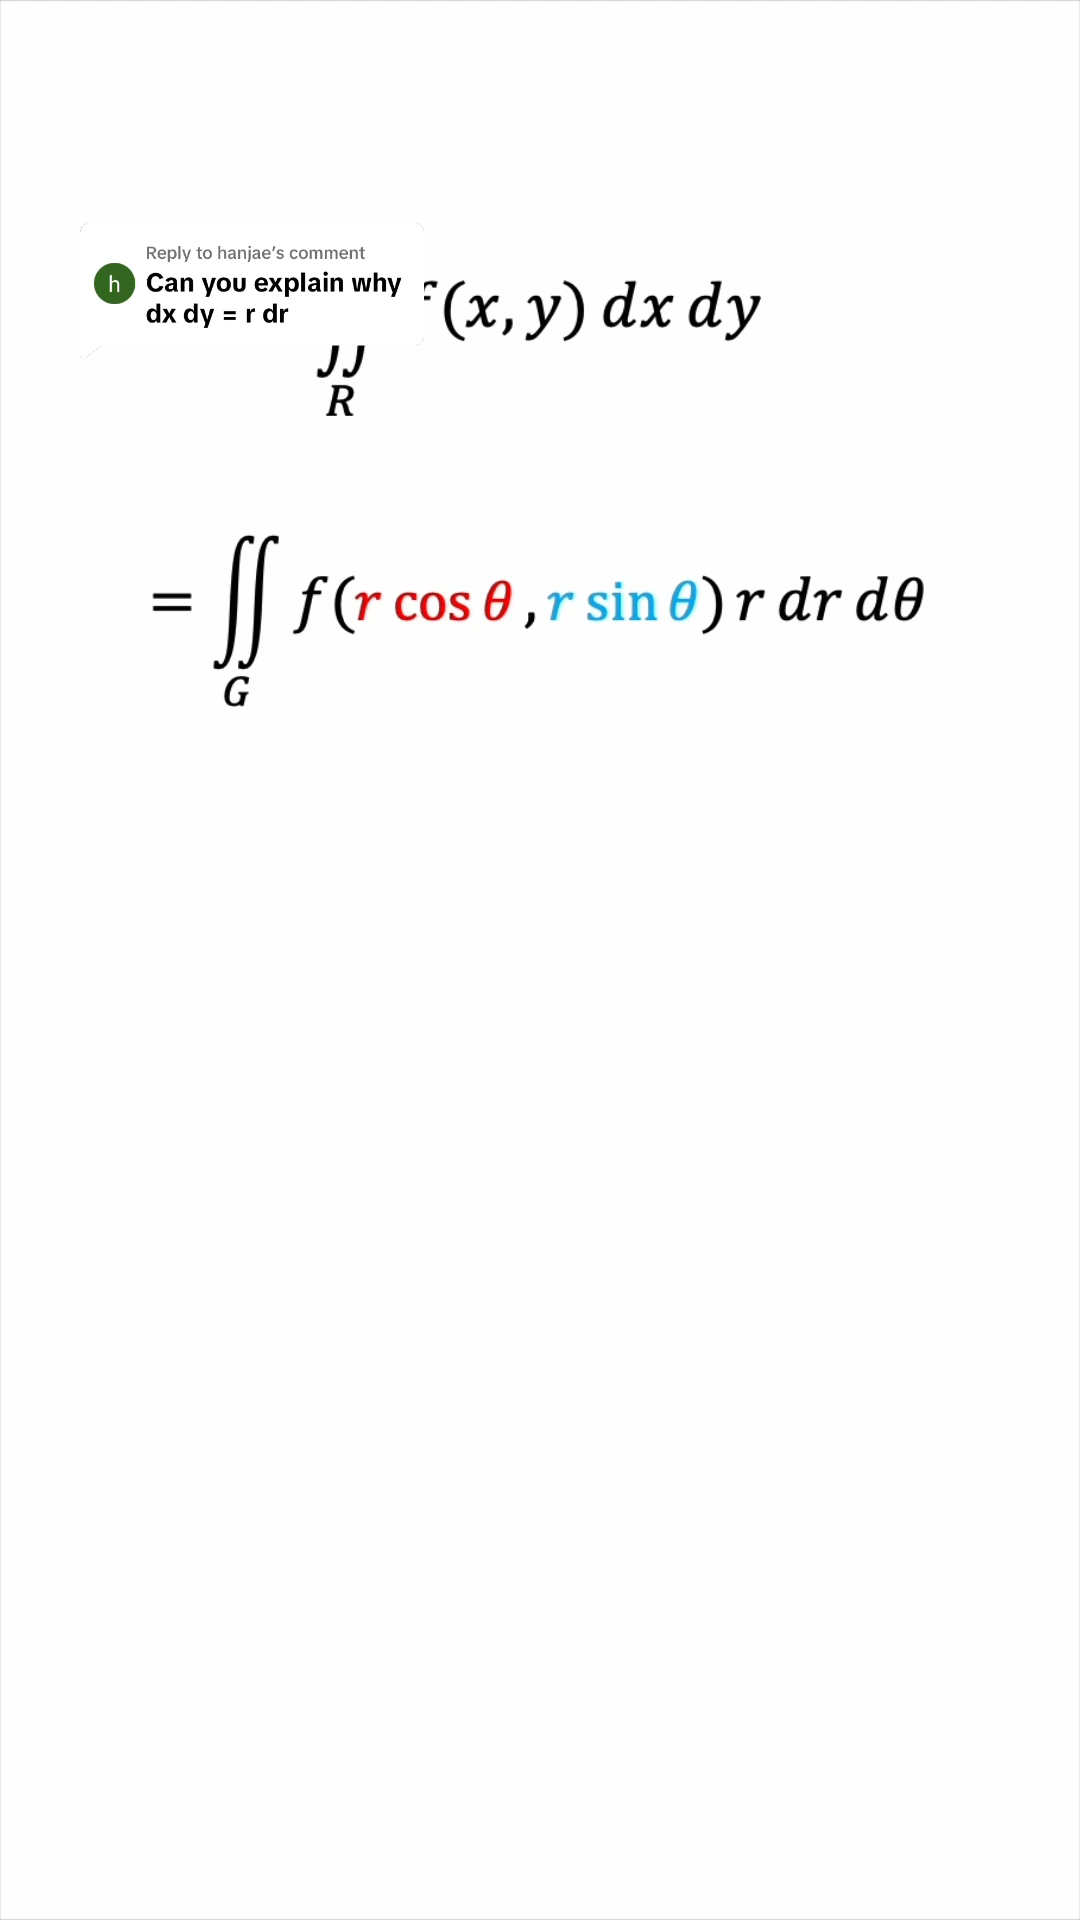 Reply to hanjae's comment
h
Can you explain why
dx dy = r dr
(x, y) dx dy
∬
R
= ∬ f(r cos θ , r sin θ) r dr dθ
G